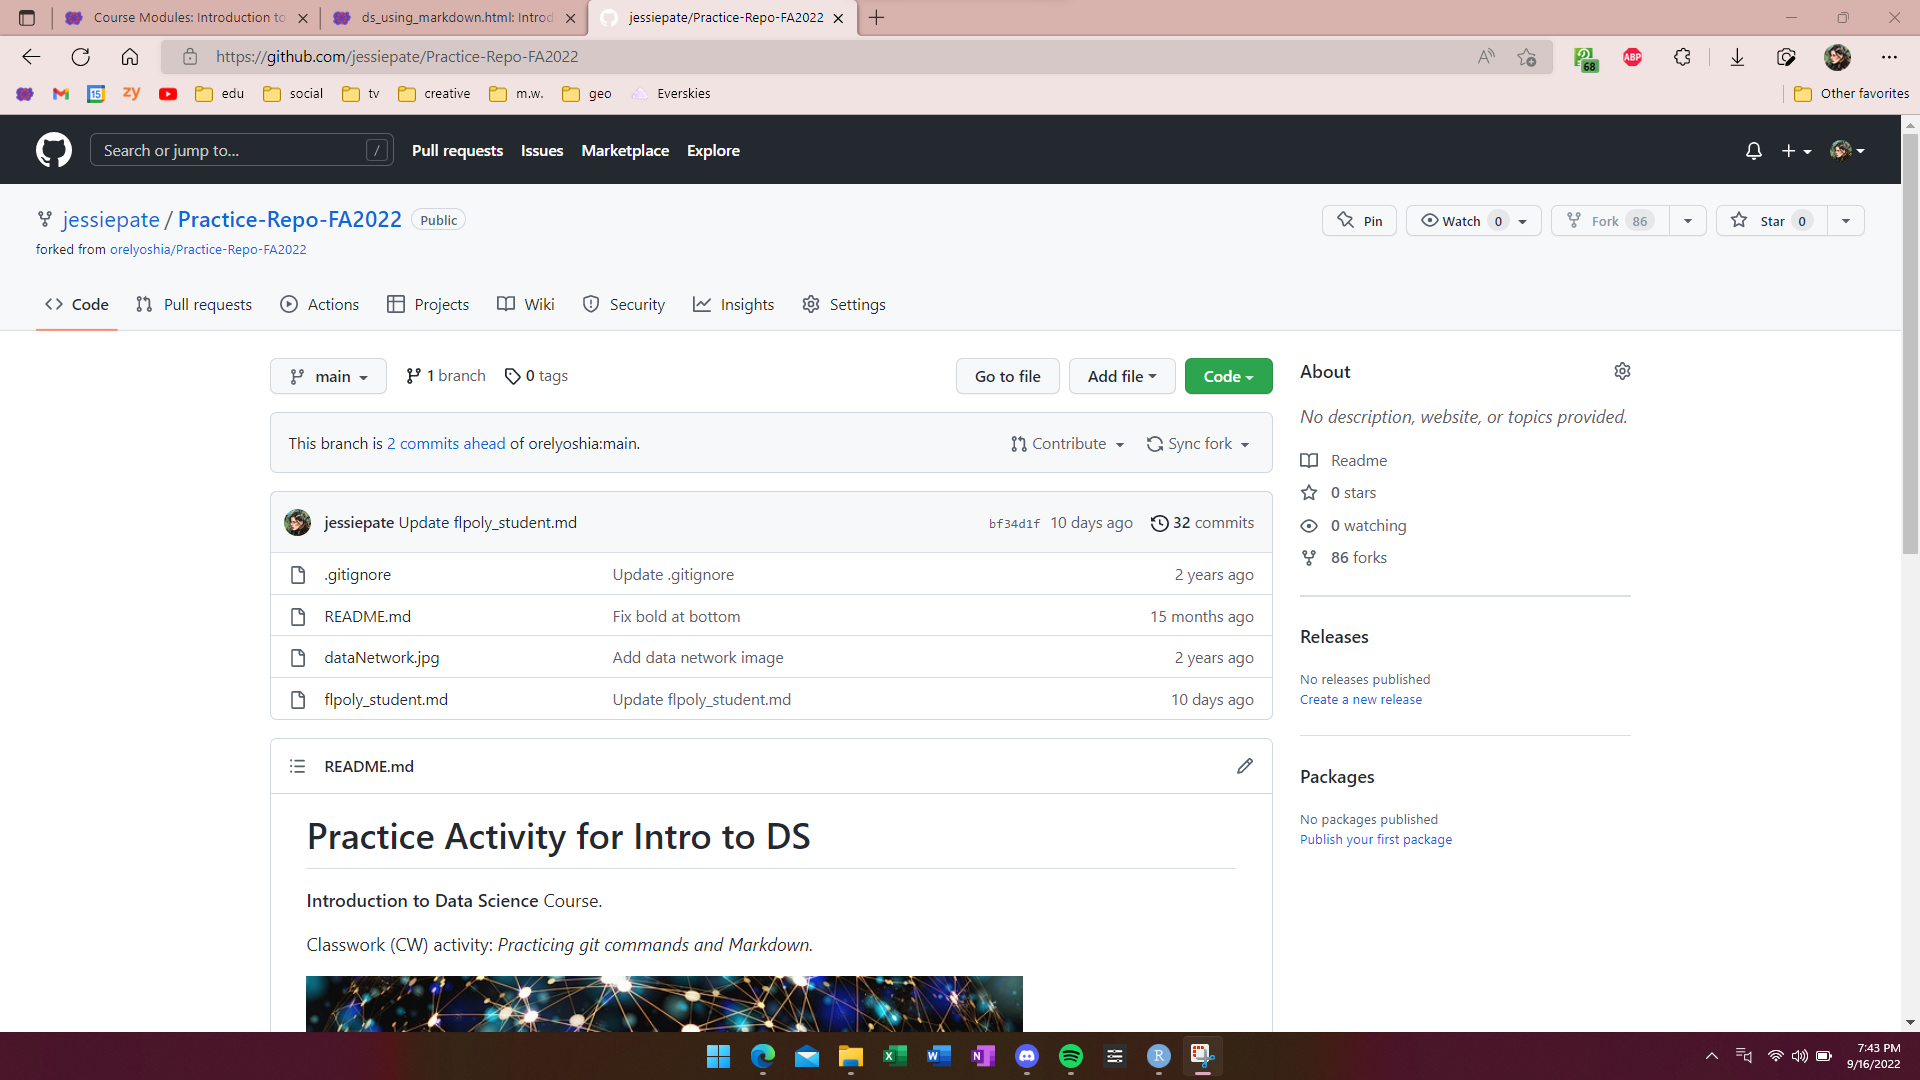 Course Modules: Introduction to
ds_using_markdown.html: Introd
jessiepate/Practice-Repo-FA2022
https://github.com/jessiepate/Practice-Repo-FA2022
68
ABP
15
zy
edu
social
tv
creative
m.w.
geo
Everskies
Other favorites
Search or jump to...
/
Pull requests
Issues
Marketplace
Explore
jessiepate / Practice-Repo-FA2022
Public
Pin
Watch 0
Fork 86
Star 0
forked from orelyoshia/Practice-Repo-FA2022
Code
Pull requests
Actions
Projects
Wiki
Security
Insights
Settings
main
1 branch
0 tags
Go to file
Add file
Code
This branch is 2 commits ahead of orelyoshia:main.
Contribute
Sync fork
jessiepate Update flpoly_student.md
bf34d1f 10 days ago
32 commits
.gitignore
Update .gitignore
2 years ago
README.md
Fix bold at bottom
15 months ago
dataNetwork.jpg
Add data network image
2 years ago
flpoly_student.md
Update flpoly_student.md
10 days ago
README.md
Practice Activity for Intro to DS
Introduction to Data Science Course.
Classwork (CW) activity: Practicing git commands and Markdown.
About
No description, website, or topics provided.
Readme
0 stars
0 watching
86 forks
Releases
No releases published
Create a new release
Packages
No packages published
Publish your first package
7:43 PM
9/16/2022